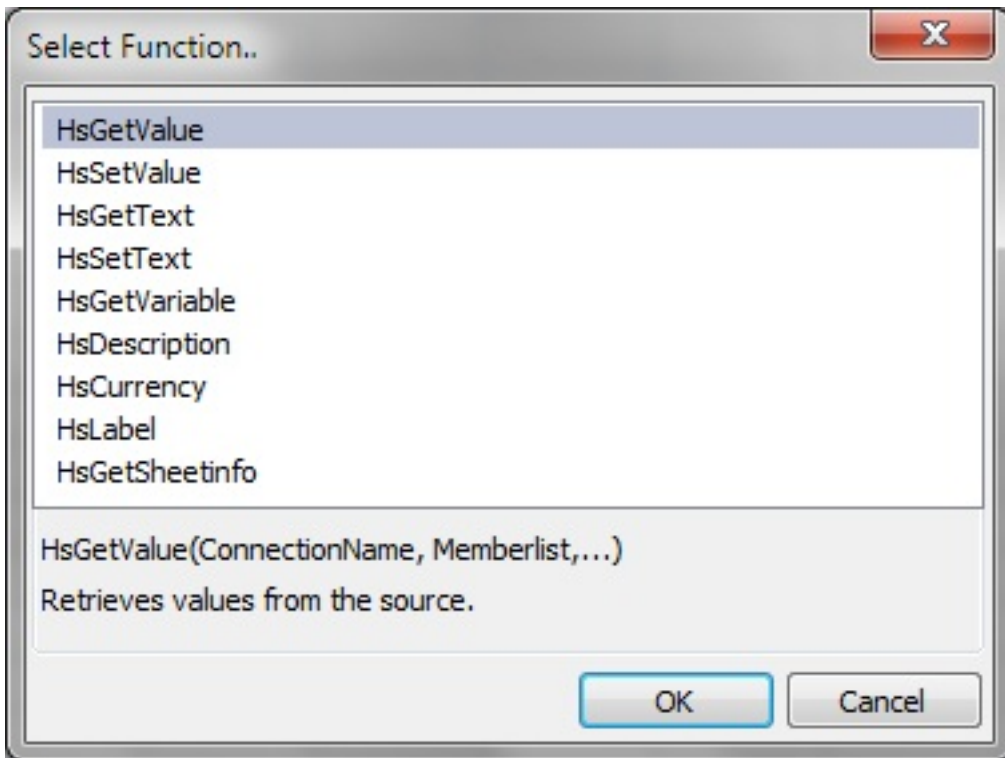 Select Function..
HsGetValue
HsSetValue
HsGetText
HsSetText
HsGetVariable
HsDescription
HsCurrency
HsLabel
HsGetSheetinfo
HsGetValue(ConnectionName, Memberlist,...)
Retrieves values from the source.
OK Cancel